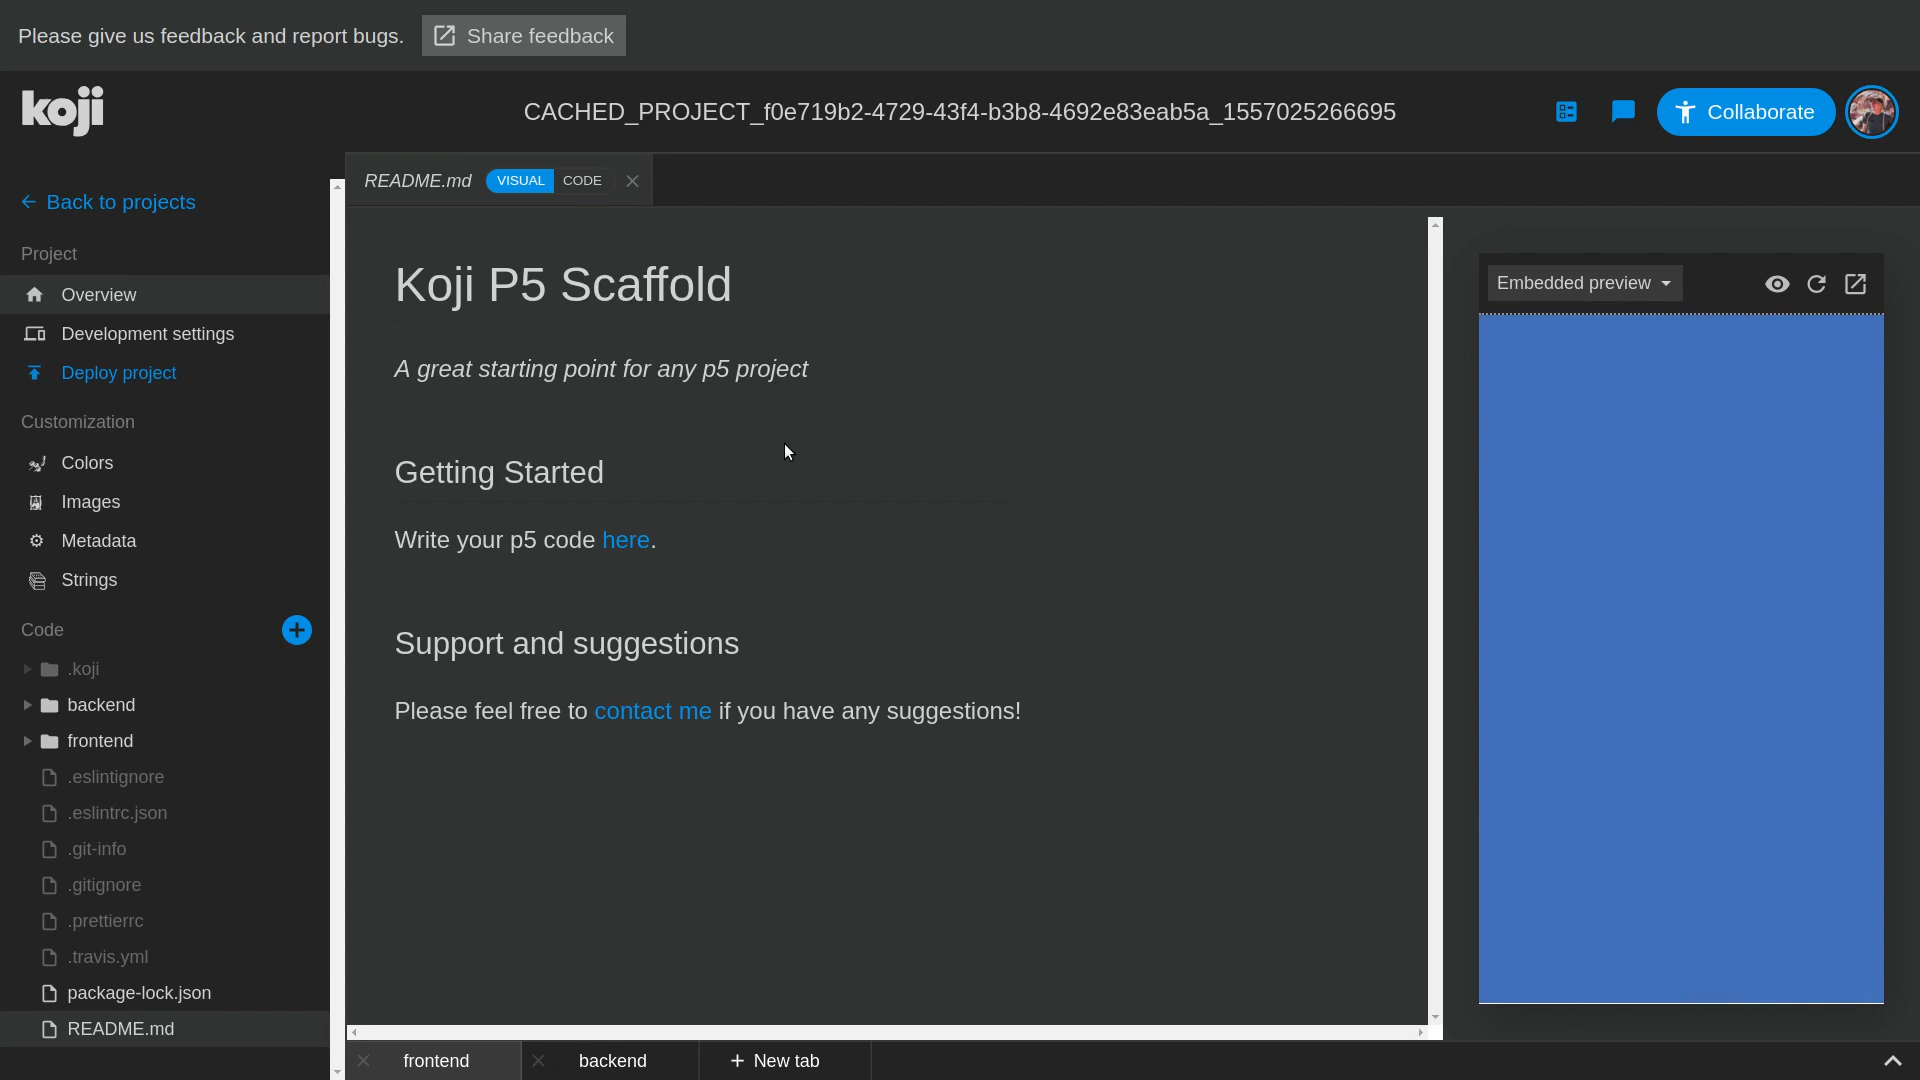 Please give us feedback and report bugs.
Share feedback
koji
CACHED_PROJECT_f0e719b2-4729-43f4-b3b8-4692e83eab5a_1557025266695
Collaborate
README.md
VISUAL
CODE
Back to projects
Project
Overview
Development settings
Deploy project
Customization
Colors
Images
Metadata
Strings
Code
.koji
backend
frontend
.eslintignore
.eslintrc.json
.git-info
.gitignore
.prettierrc
.travis.yml
package-lock.json
README.md
Koji P5 Scaffold
A great starting point for any p5 project
Getting Started
Write your p5 code here.
Support and suggestions
Please feel free to contact me if you have any suggestions!
Embedded preview
frontend
backend
New tab